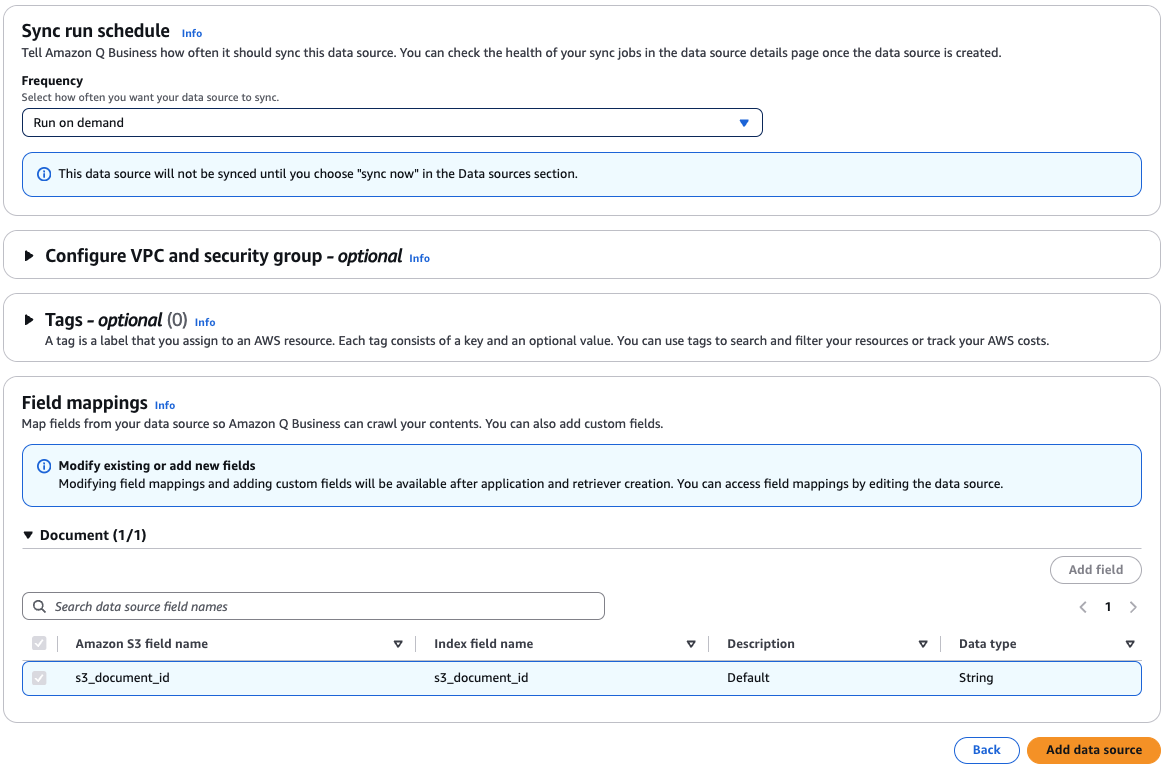 Sync run schedule Info
Tell Amazon Q Business how often it should sync this data source. You can check the health of your sync jobs in the data source details page once the data source is created.
Frequency
Select how often you want your data source to sync.
Run on demand
This data source will not be synced until you choose "sync now" in the Data sources section.
Configure VPC and security group - optional Info
Tags - optional (0) Info
A tag is a label that you assign to an AWS resource. Each tag consists of a key and an optional value. You can use tags to search and filter your resources or track your AWS costs.
Field mappings Info
Map fields from your data source so Amazon Q Business can crawl your contents. You can also add custom fields.
Modify existing or add new fields
Modifying field mappings and adding custom fields will be available after application and retriever creation. You can access field mappings by editing the data source.
Document (1/1)
Add field
Search data source field names
1
Amazon S3 field name Index field name Description Data type
s3_document_id s3_document_id Default String
Back Add data source